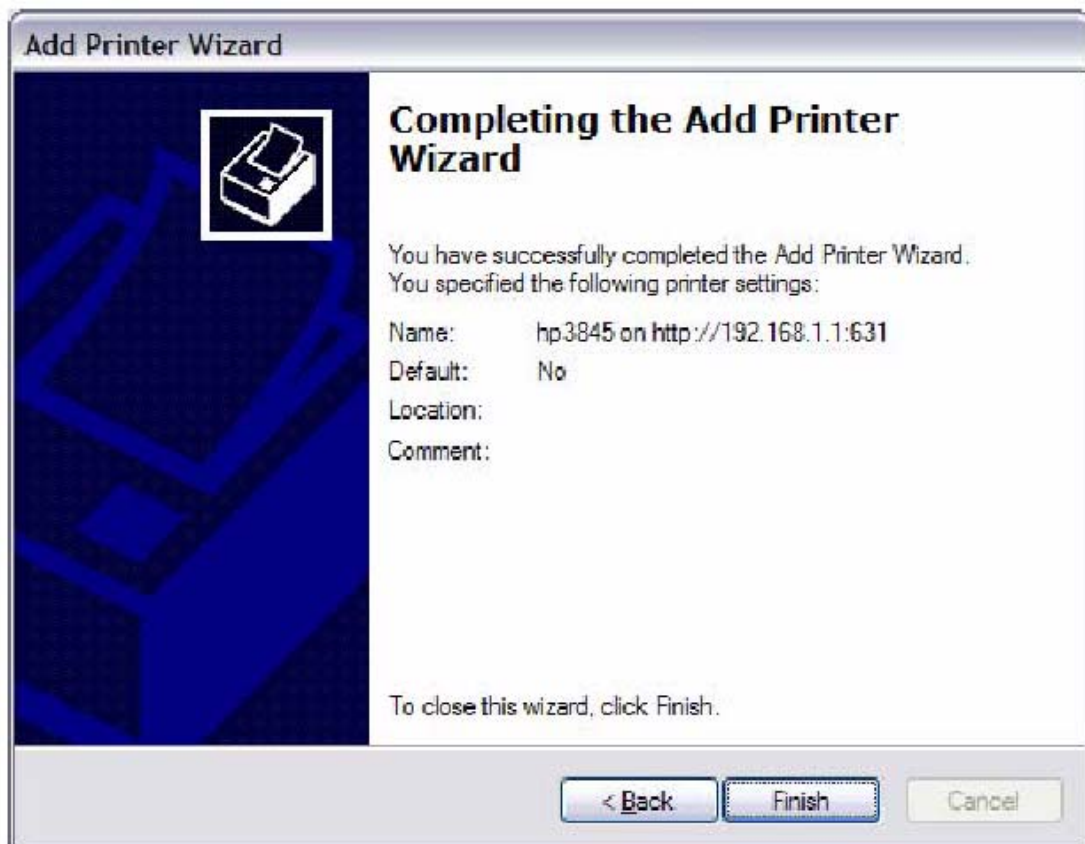 Add Printer Wizard
Completing the Add Printer
Wizard
You have successfully completed the Add Printer Wizard.
You specified the following printer settings:
Name: hp3845 on http://192.168.1.1:631
Default: No
Location:
Comment:
To close this wizard, click Finish.
< Back Finish Cancel